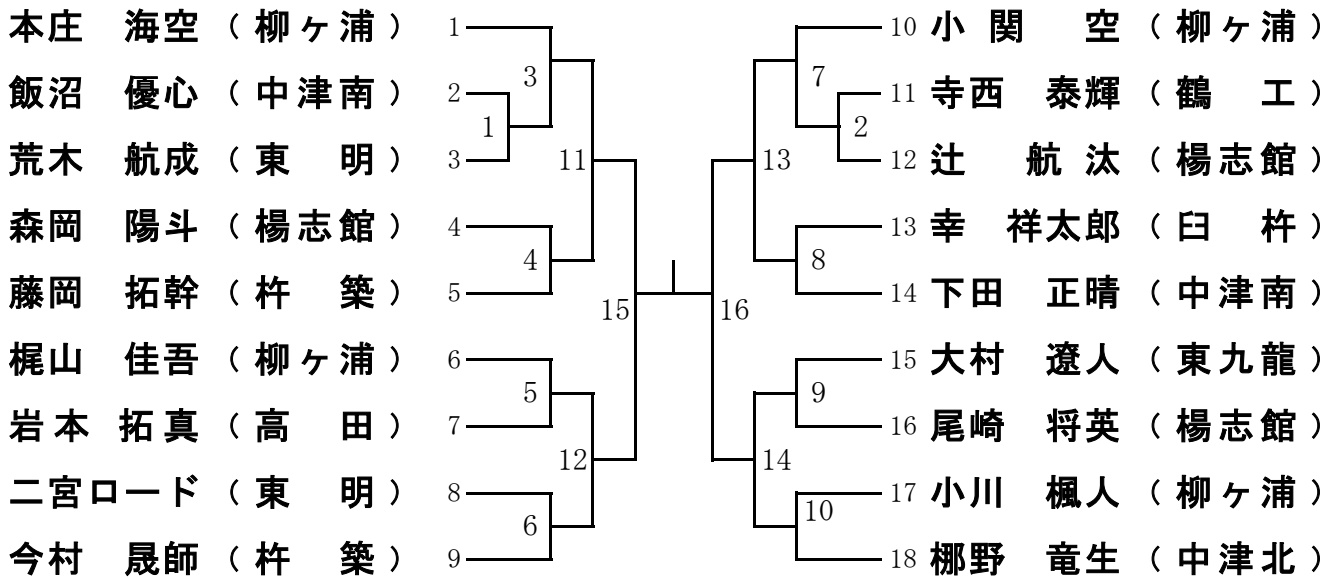 本庄 海空 （ 柳ヶ浦 ） 1
飯沼 優心 （ 中津南 ） 2
荒木 航成 （ 東 明 ） 3
森岡 陽斗 （ 楊志館 ） 4
藤岡 拓幹 （ 杵 築 ） 5
梶山 佳吾 （ 柳ヶ浦 ） 6
岩本 拓真 （ 高 田 ） 7
二宮ロード （ 東 明 ） 8
今村 晟師 （ 杵 築 ） 9
3
1
11
4
15
5
12
6
7
2
13
8
16
9
14
10
10 小関 空 （ 柳ヶ浦 ）
11 寺西 泰輝 （ 鶴 工 ）
12 辻 航汰 （ 楊志館 ）
13 幸 祥太郎 （ 臼 杵 ）
14 下田 正晴 （ 中津南 ）
15 大村 遼人 （ 東九龍 ）
16 尾崎 将英 （ 楊志館 ）
17 小川 楓人 （ 柳ヶ浦 ）
18 梛野 竜生 （ 中津北 ）